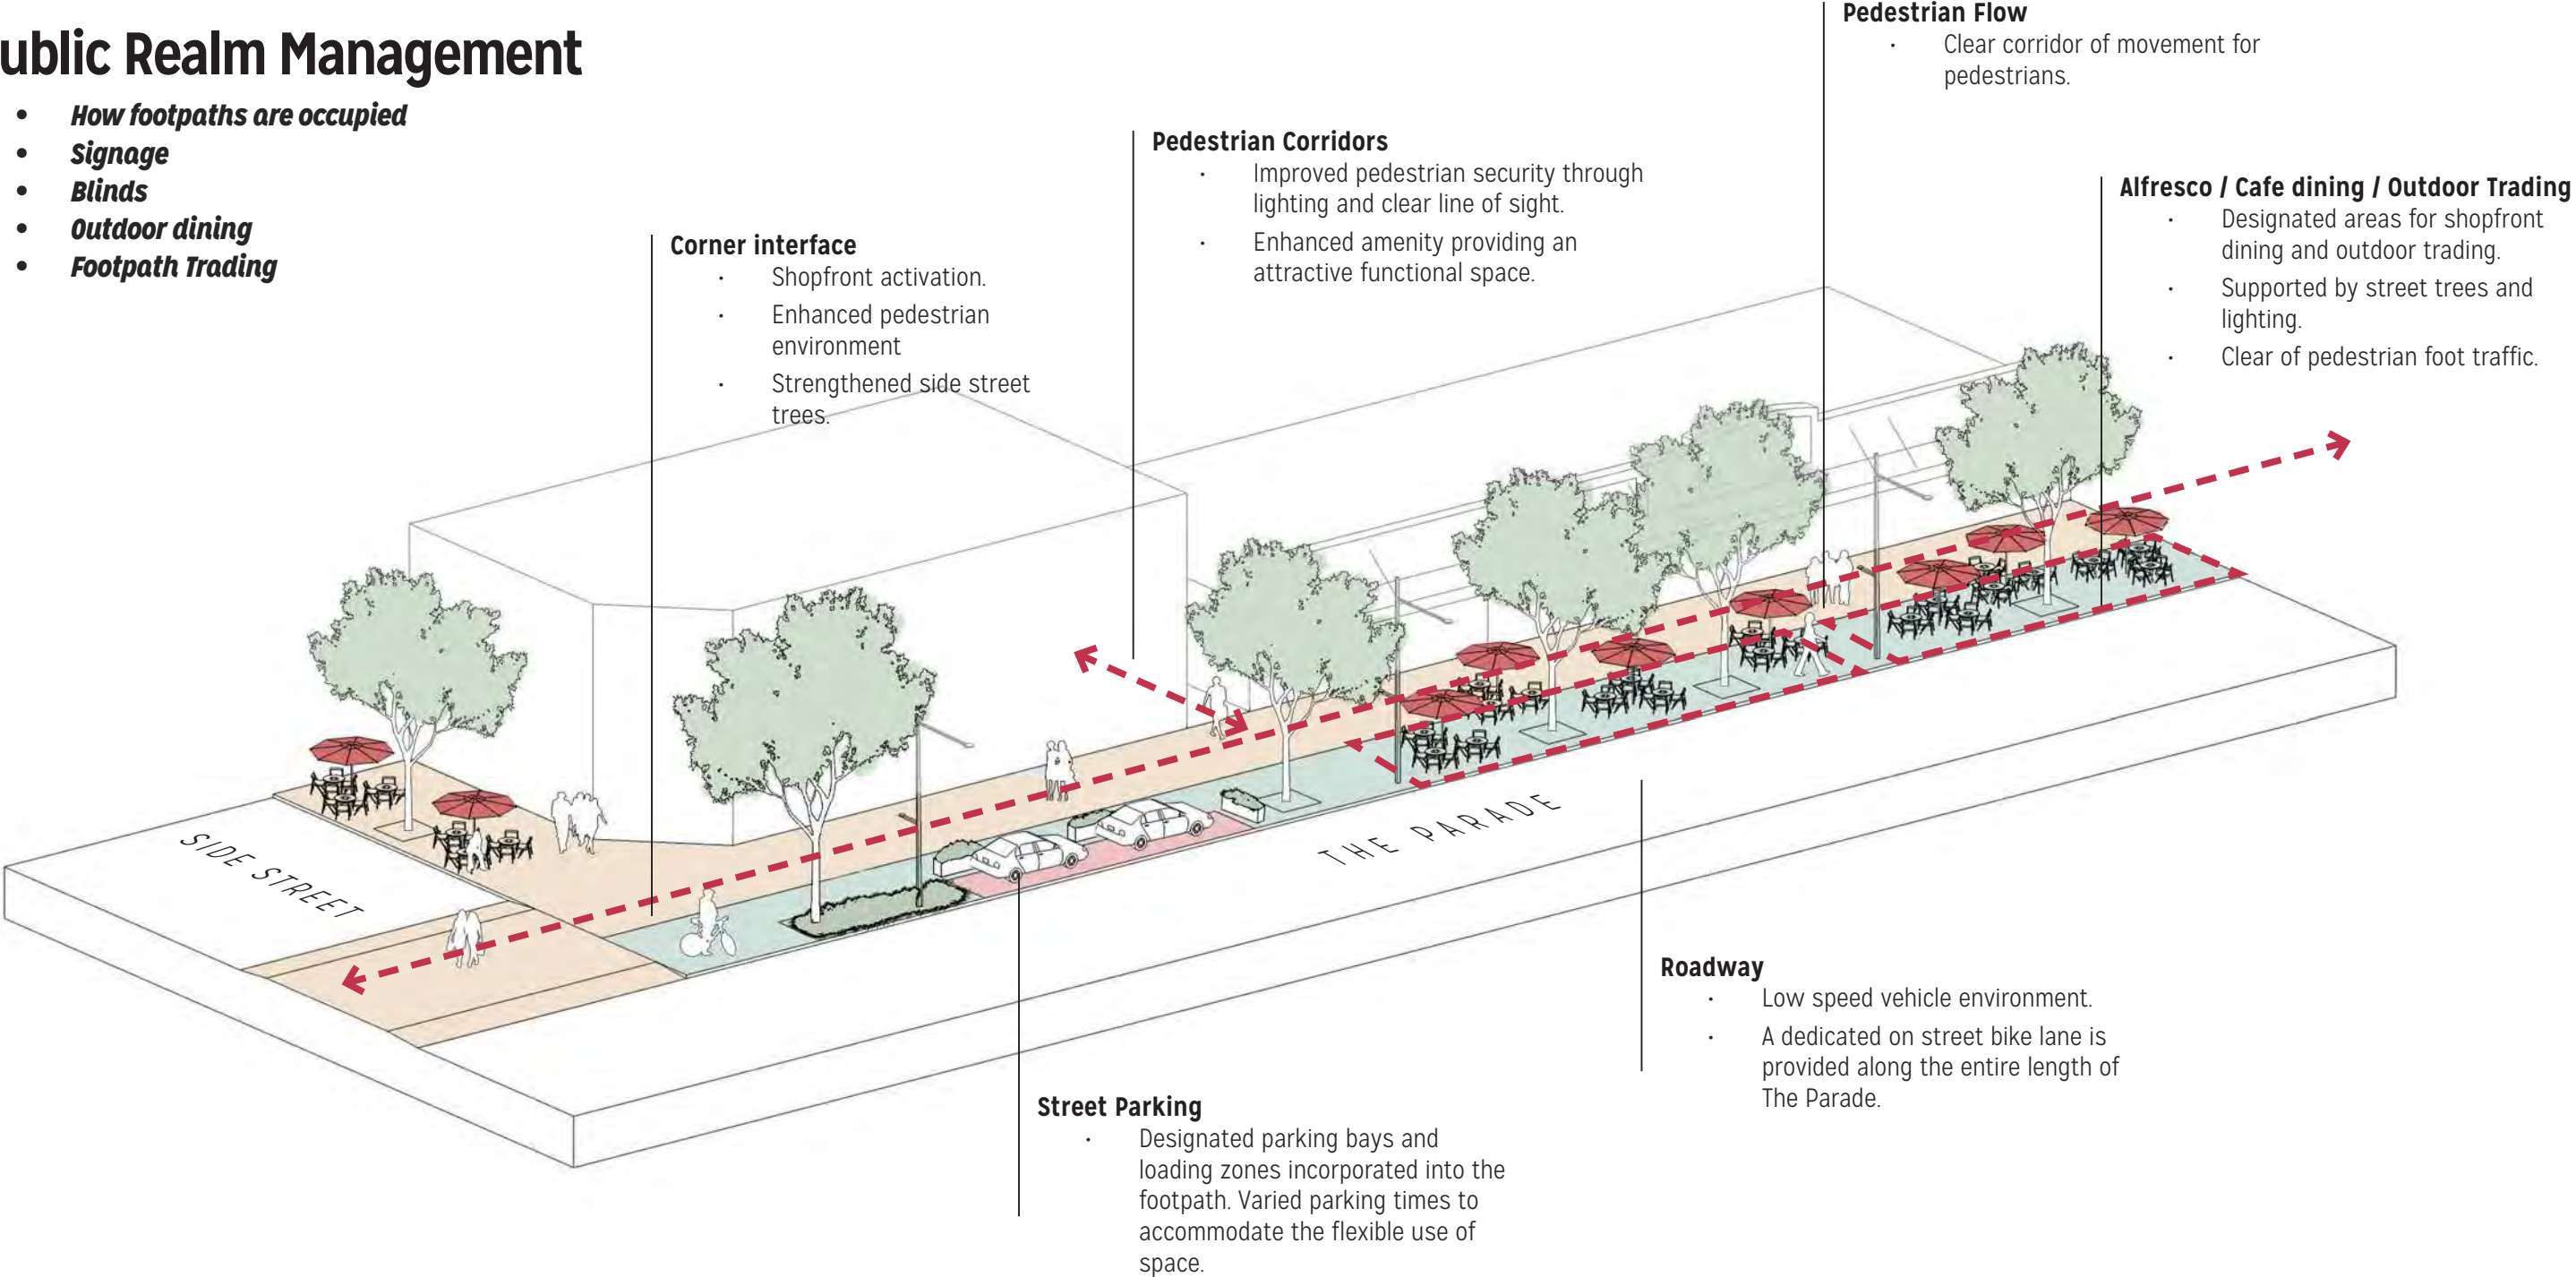 ublic Realm Management
• How footpaths are occupied
• Signage
• Blinds
• Outdoor dining
• Footpath Trading
Corner interface
· Shopfront activation.
· Enhanced pedestrian
environment
· Strengthened side street
trees.
Pedestrian Corridors
· Improved pedestrian security through
lighting and clear line of sight.
· Enhanced amenity providing an
attractive functional space.
Pedestrian Flow
· Clear corridor of movement for
pedestrians.
Alfresco / Cafe dining / Outdoor Trading
· Designated areas for shopfront
dining and outdoor trading.
· Supported by street trees and
lighting.
· Clear of pedestrian foot traffic.
SIDE STREET
THE PARADE
Roadway
· Low speed vehicle environment.
· A dedicated on street bike lane is
provided along the entire length of
The Parade.
Street Parking
· Designated parking bays and
loading zones incorporated into the
footpath. Varied parking times to
accommodate the flexible use of
space.